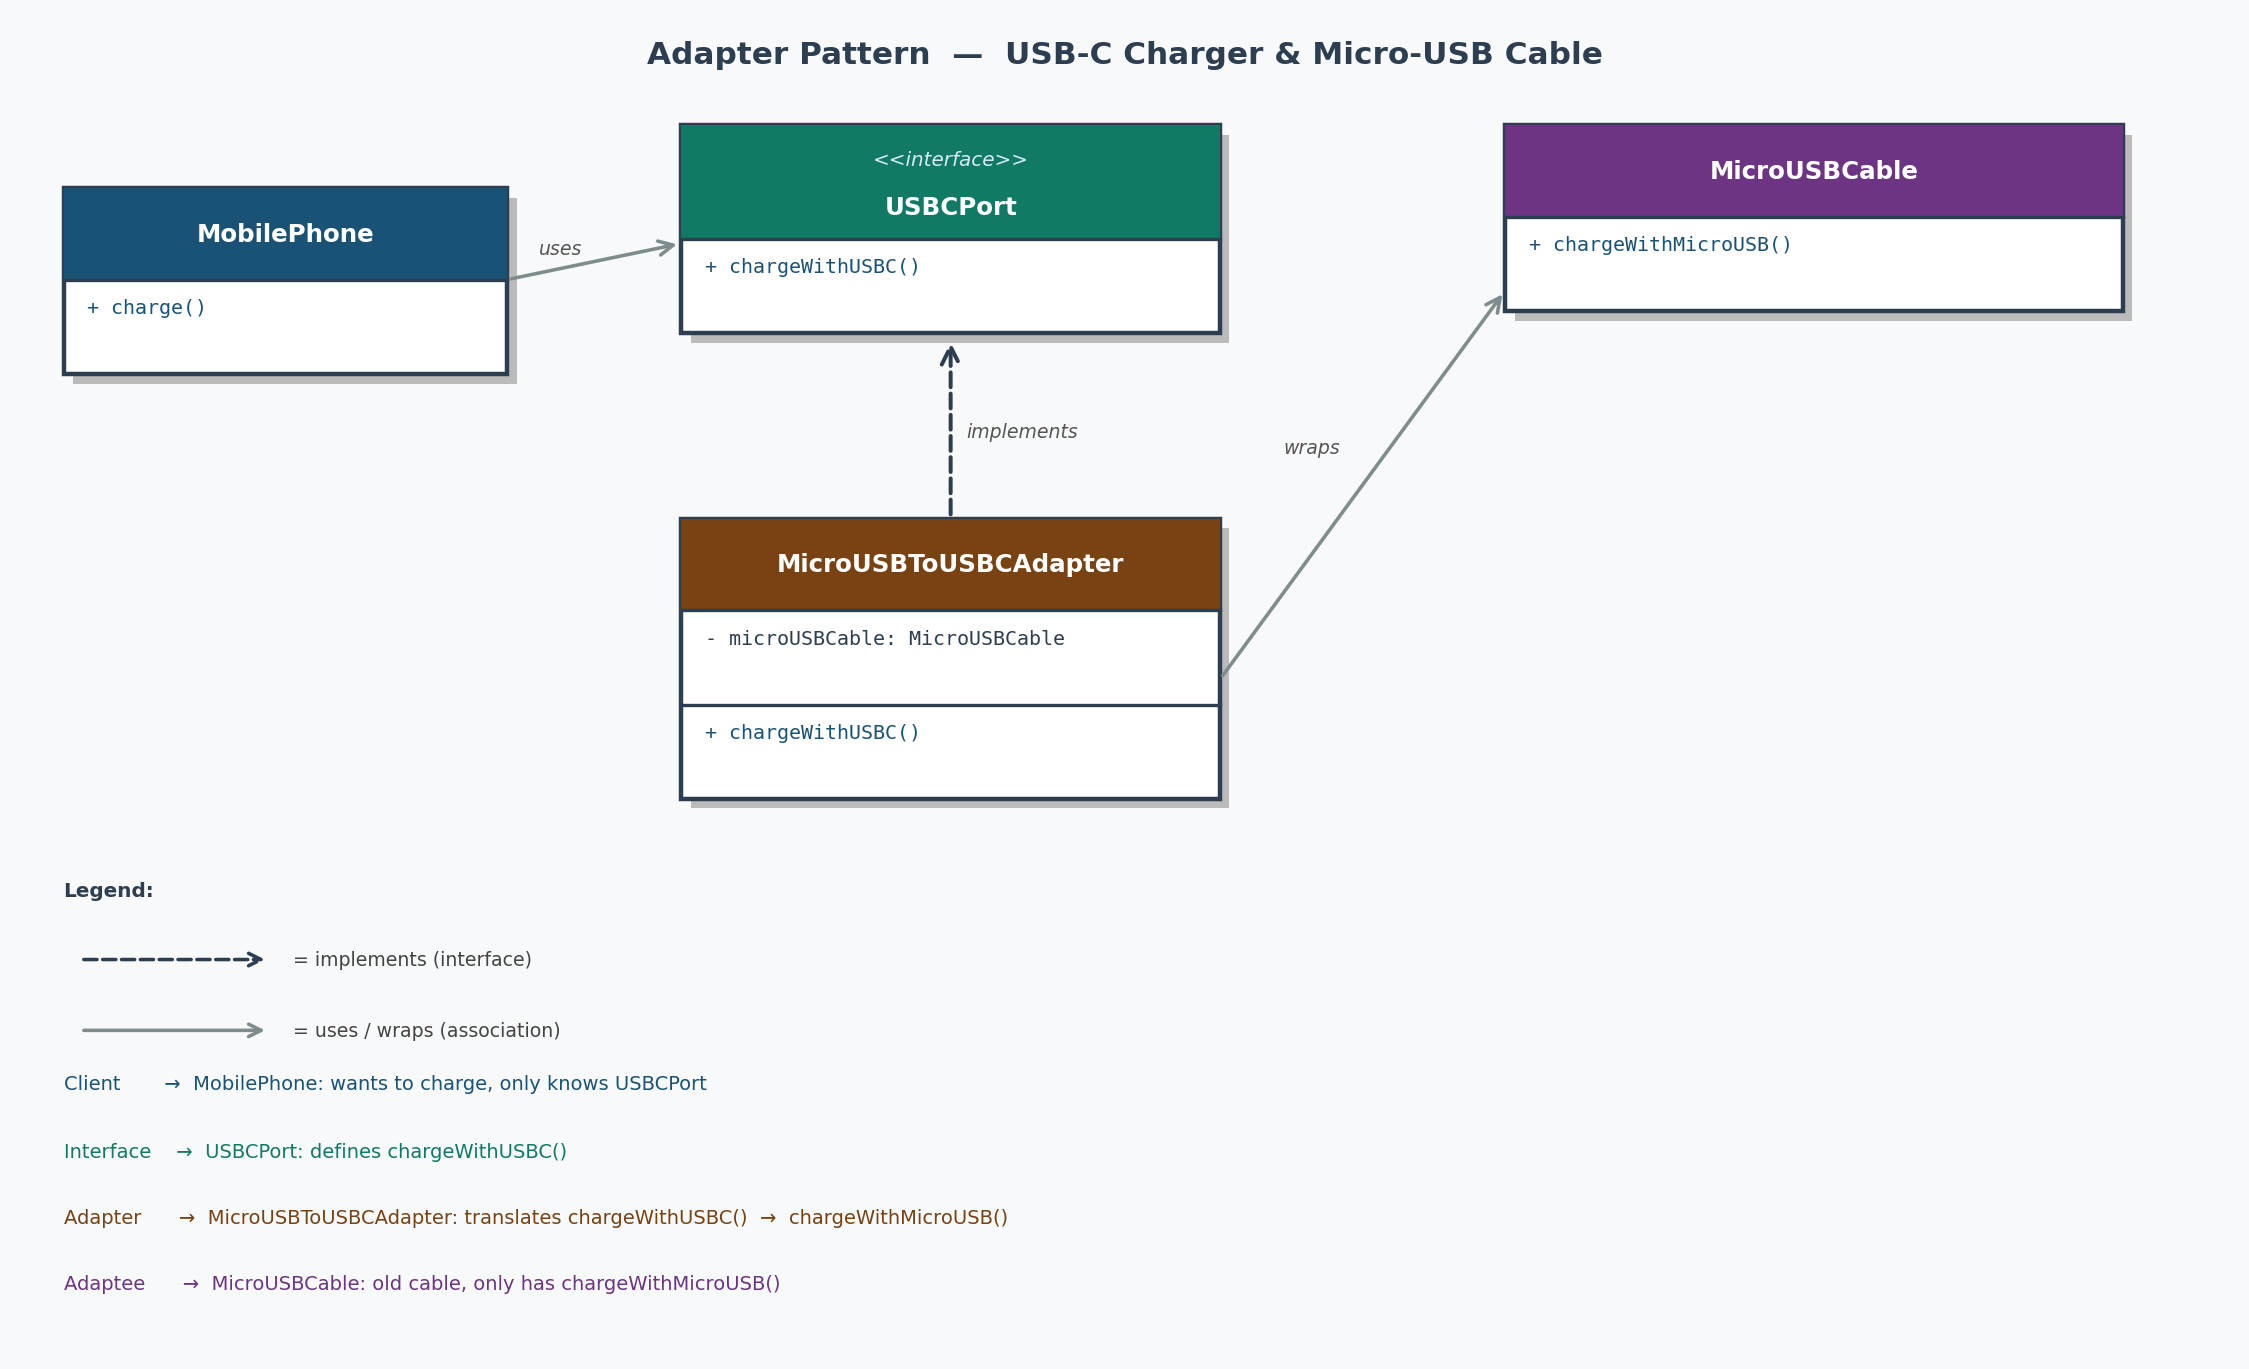 Adapter Pattern — USB-C Charger & Micro-USB Cable
MobilePhone
+ charge()
uses
<<interface>>
USBCPort
+ chargeWithUSBC()
MicroUSBCable
+ chargeWithMicroUSB()
implements
wraps
MicroUSBToUSBCAdapter
- microUSBCable: MicroUSBCable
+ chargeWithUSBC()
Legend:
= implements (interface)
= uses / wraps (association)
Client → MobilePhone: wants to charge, only knows USBCPort
Interface → USBCPort: defines chargeWithUSBC()
Adapter → MicroUSBToUSBCAdapter: translates chargeWithUSBC() → chargeWithMicroUSB()
Adaptee → MicroUSBCable: old cable, only has chargeWithMicroUSB()